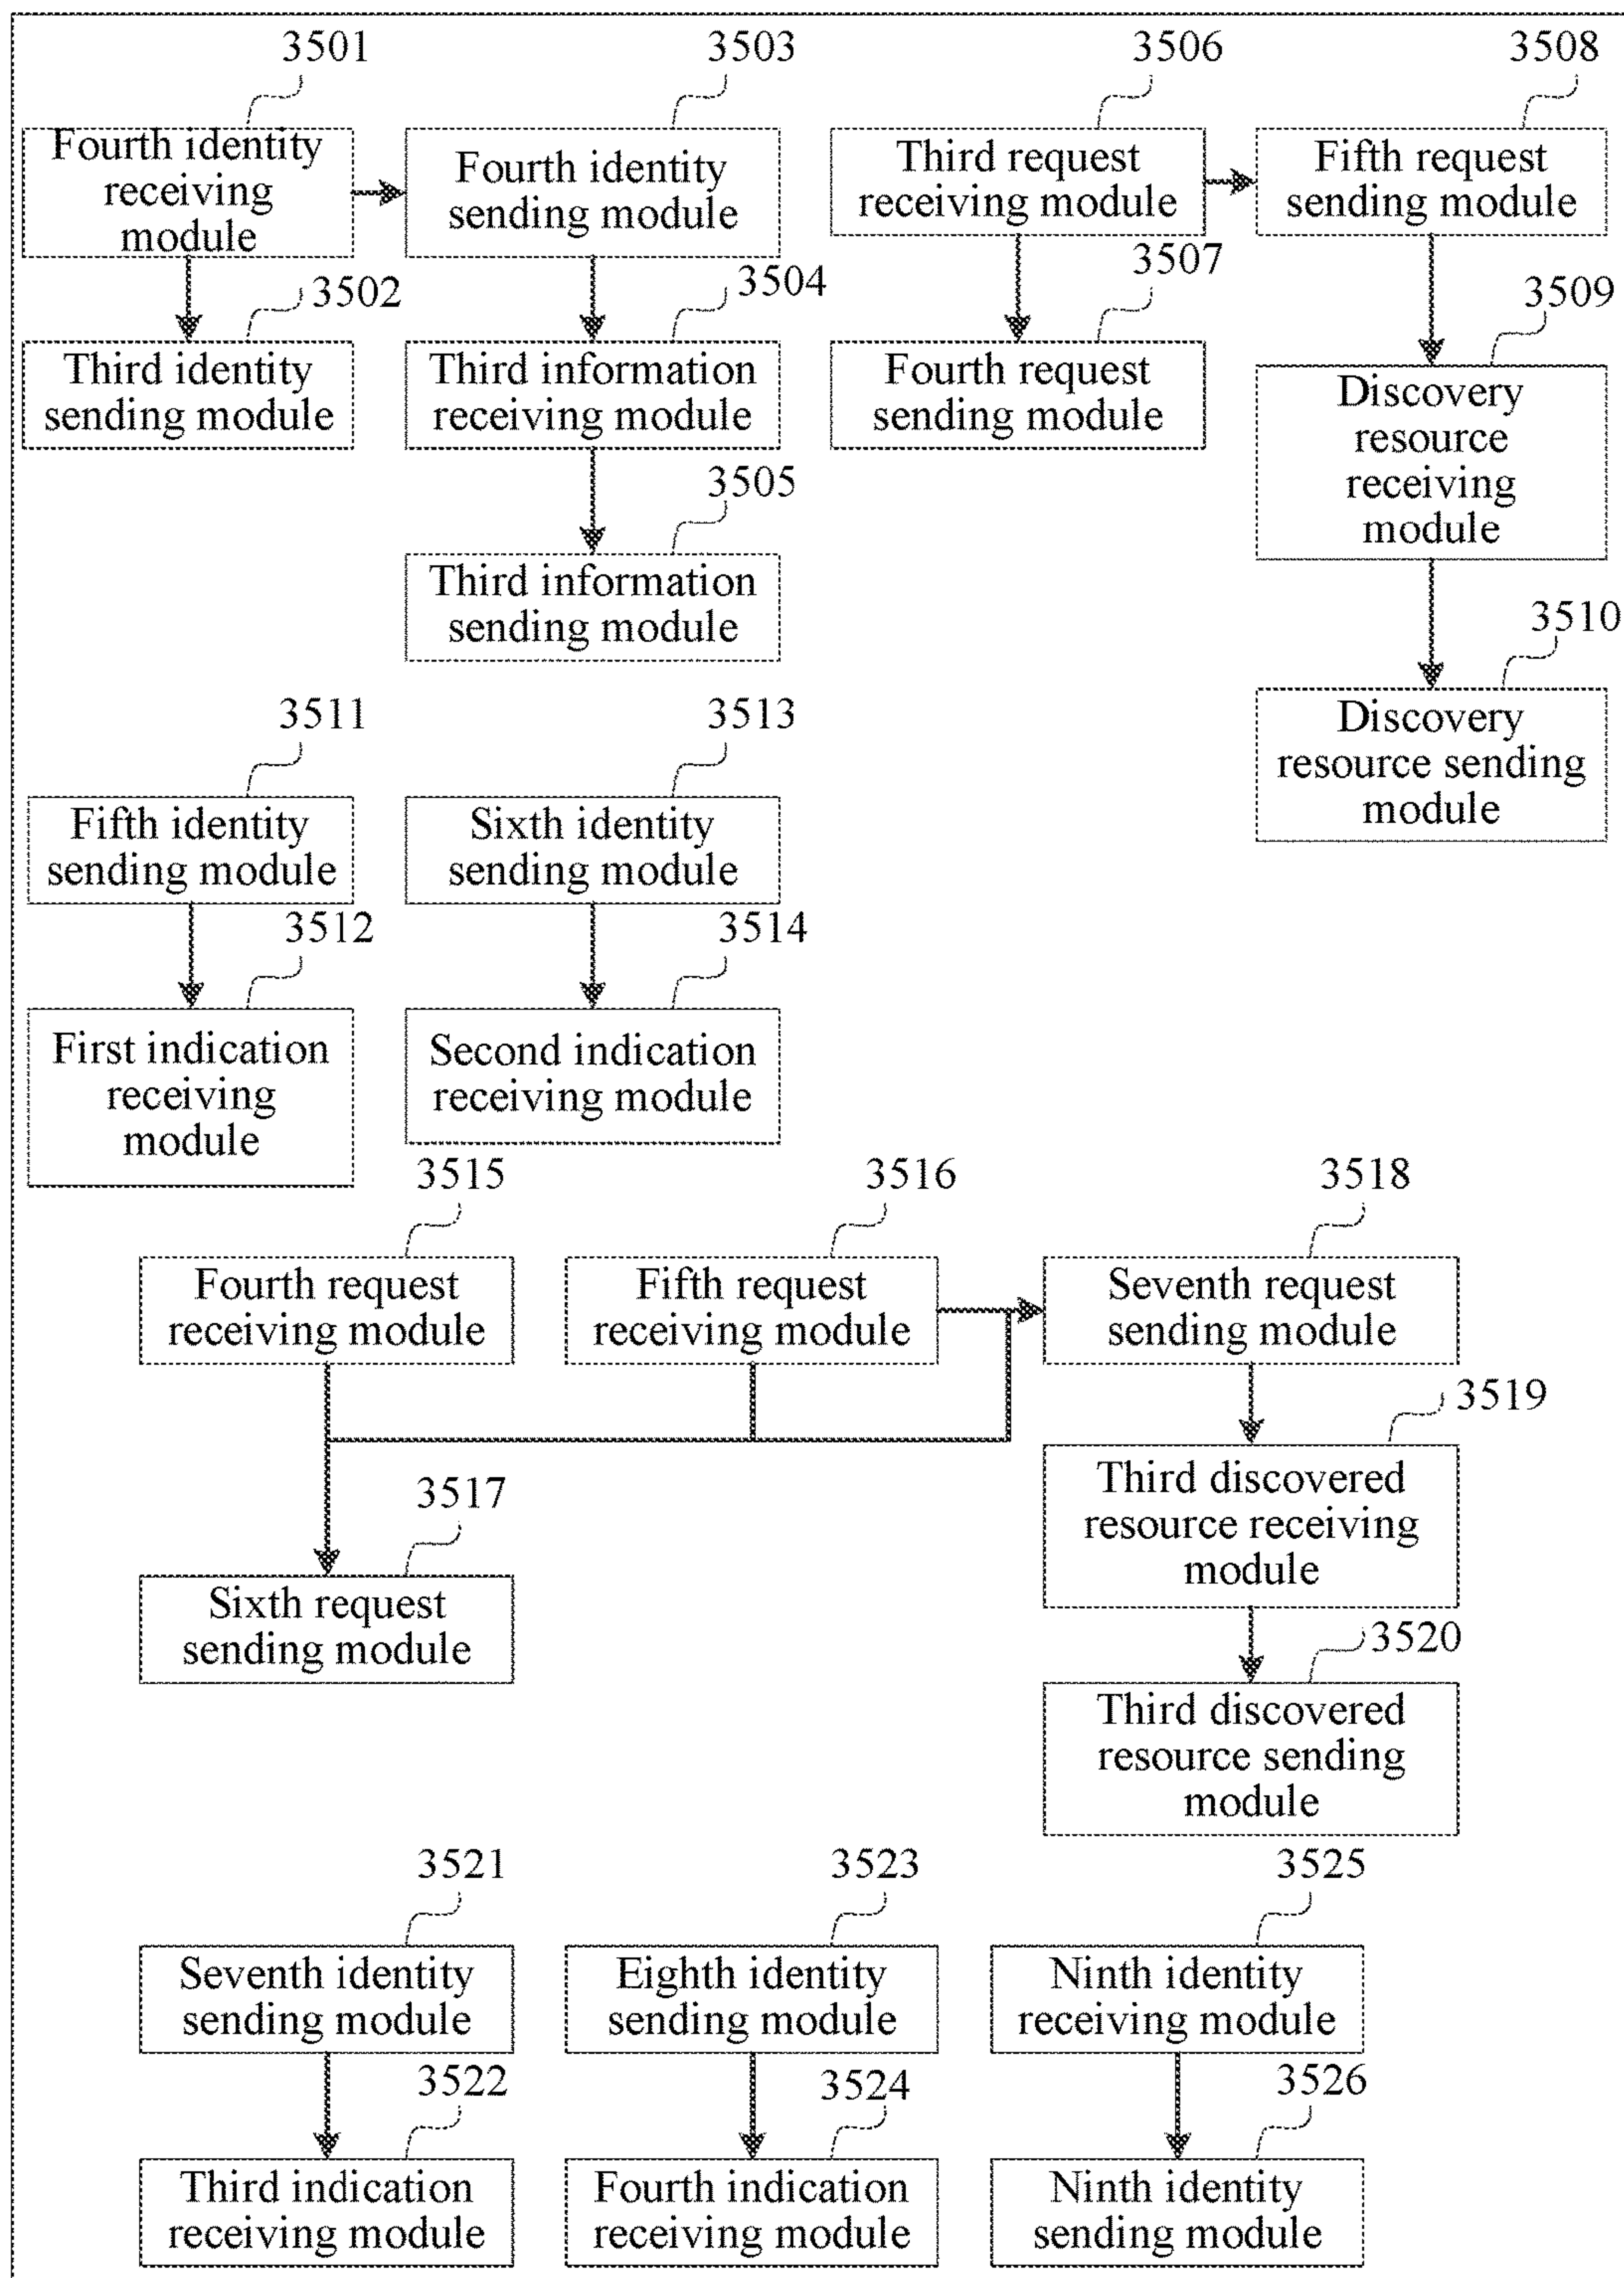 3501
3503
3506
3508
Fourth identity
receiving
module
Fourth identity
sending module
Third request
receiving module
Fifth request
sending module
3502
3504
3507
3509
Third identity
sending module
Third information
receiving module
Fourth request
sending module
Discovery
resource
receiving
module
3505
Third information
sending module
3510
Discovery
resource sending
module
3511
3513
Fifth identity
sending module
Sixth identity
sending module
3512
3514
First indication
receiving
module
Second indication
receiving module
3515
3516
3518
Fourth request
receiving module
Fifth request
receiving module
Seventh request
sending module
3519
Third discovered
resource receiving
module
3517
Sixth request
sending module
3520
Third discovered
resource sending
module
3521
3523
3525
Seventh identity
sending module
Eighth identity
sending module
Ninth identity
receiving module
3522
3524
3526
Third indication
receiving module
Fourth indication
receiving module
Ninth identity
sending module